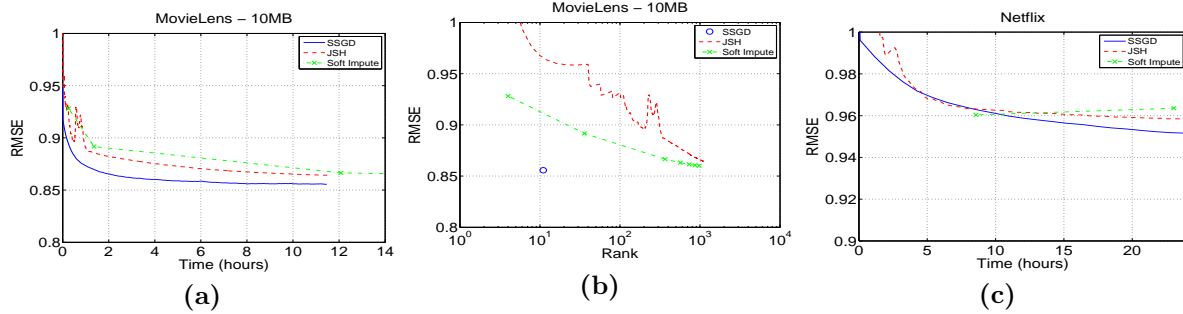 MovieLens – 10MB
RMSE
1
0.95
0.9
0.85
0.8
SSGD
JSH
Soft Impute
0 2 4 6 8 10 12 14
Time (hours)
(a)
MovieLens – 10MB
RMSE
1
0.95
0.9
0.85
0.8
SSGD
JSH
Soft Impute
10^0 10^1 10^2 10^3 10^4
Rank
(b)
Netflix
RMSE
1
0.98
0.96
0.94
0.92
0.9
SSGD
JSH
Soft Impute
0 5 10 15 20
Time (hours)
(c)